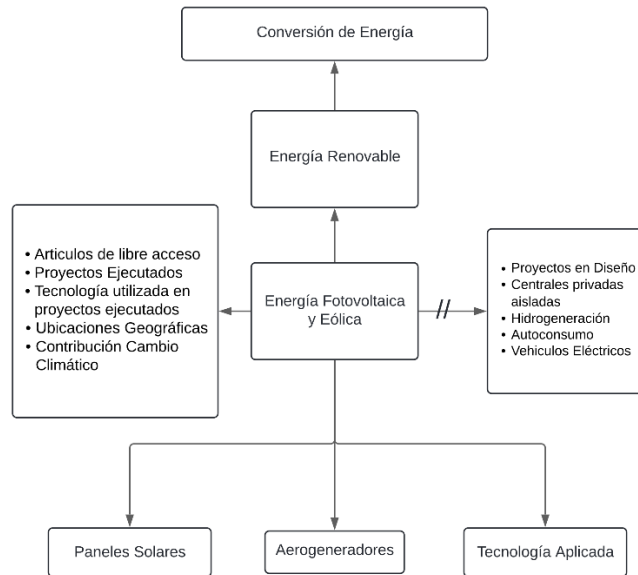 Conversión de Energía
Energía Renovable
• Articulos de libre acceso
• Proyectos Ejecutados
• Tecnología utilizada en
proyectos ejecutados
• Ubicaciones Geográficas
• Contribución Cambio
Climático
Energía Fotovoltaica
y Eólica
//
• Proyectos en Diseño
• Centrales privadas
aisladas
• Hidrogeneración
• Autoconsumo
• Vehiculos Eléctricos
Paneles Solares
Aerogeneradores
Tecnología Aplicada